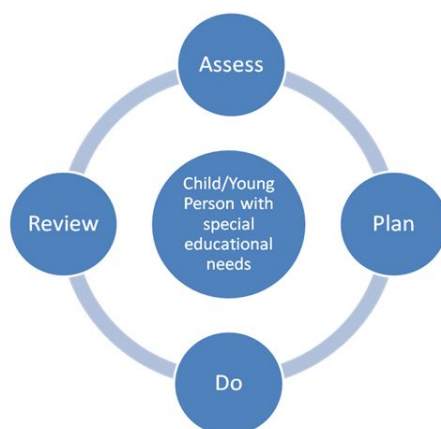 Assess
Child/Young
Person with
special
educational
needs
Review
Plan
Do